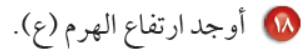 ١٨ أوجد ارتفاع الهرم (ع).